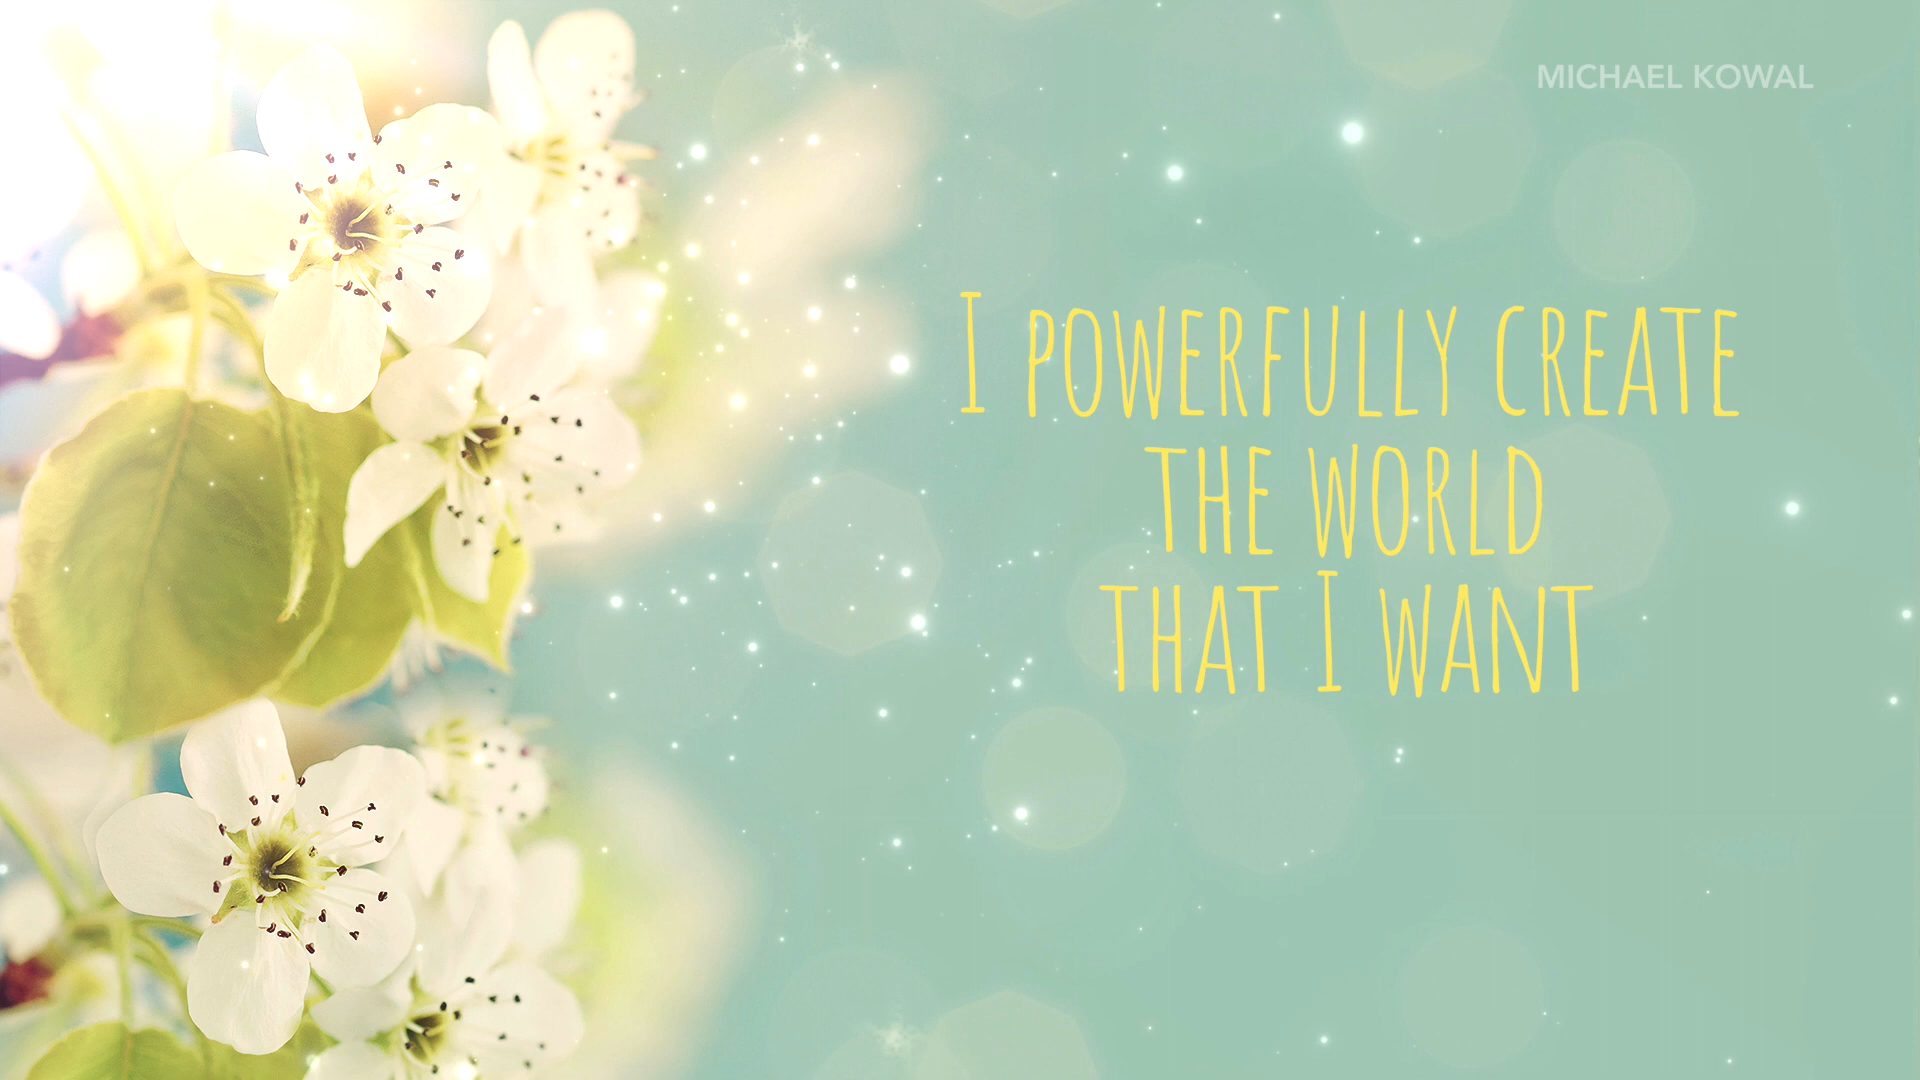 MICHAEL KOWAL
I POWERFULLY CREATE
THE WORLD
THAT I WANT